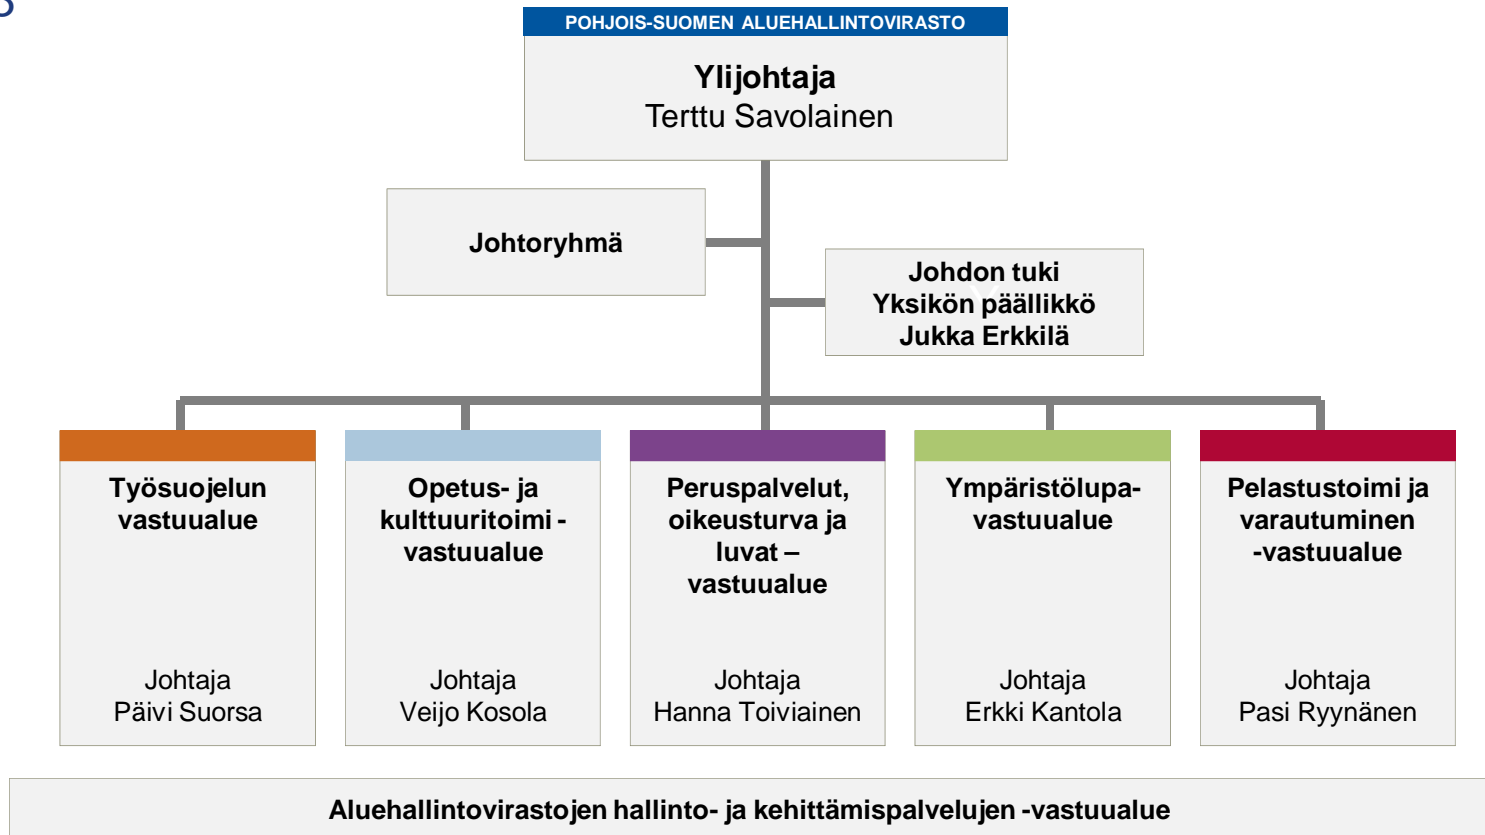 POHJOIS-SUOMEN ALUEHALLINTOVIRASTO
Ylijohtaja
Terttu Savolainen
Johtoryhmä
Johdon tuki
Yksikön päällikkö
Jukka Erkkilä
Työsuojelun
vastuualue
Johtaja
Päivi Suorsa
Opetus- ja
kulttuuritoimi -
vastuualue
Johtaja
Veijo Kosola
Peruspalvelut,
oikeusturva ja
luvat –
vastuualue
Johtaja
Hanna Toiviainen
Ympäristölupa-
vastuualue
Johtaja
Erkki Kantola
Pelastustoimi ja
varautuminen
-vastuualue
Johtaja
Pasi Ryynänen
Aluehallintovirastojen hallinto- ja kehittämispalvelujen -vastuualue